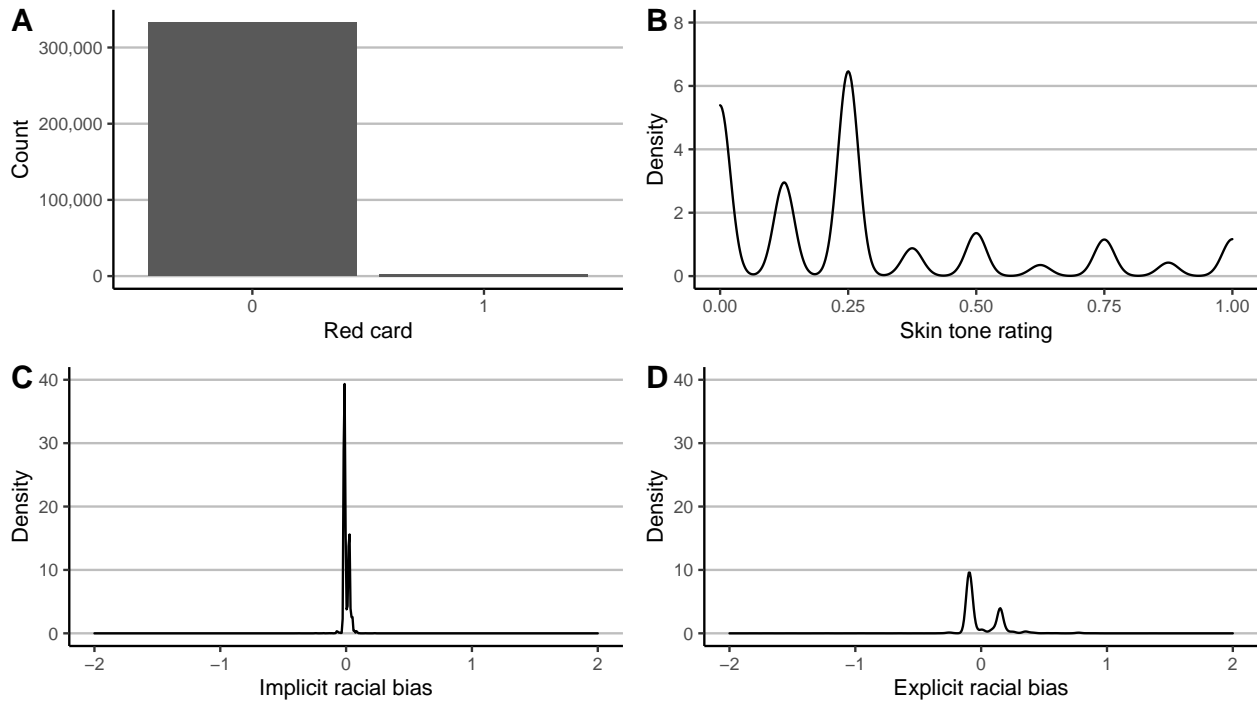 A
300,000
200,000
100,000
0
Count
0 1
Red card
B
8
6
4
2
0
Density
0.00 0.25 0.50 0.75 1.00
Skin tone rating
C
40
30
20
10
0
Density
−2 −1 0 1 2
Implicit racial bias
D
40
30
20
10
0
Density
−2 −1 0 1 2
Explicit racial bias